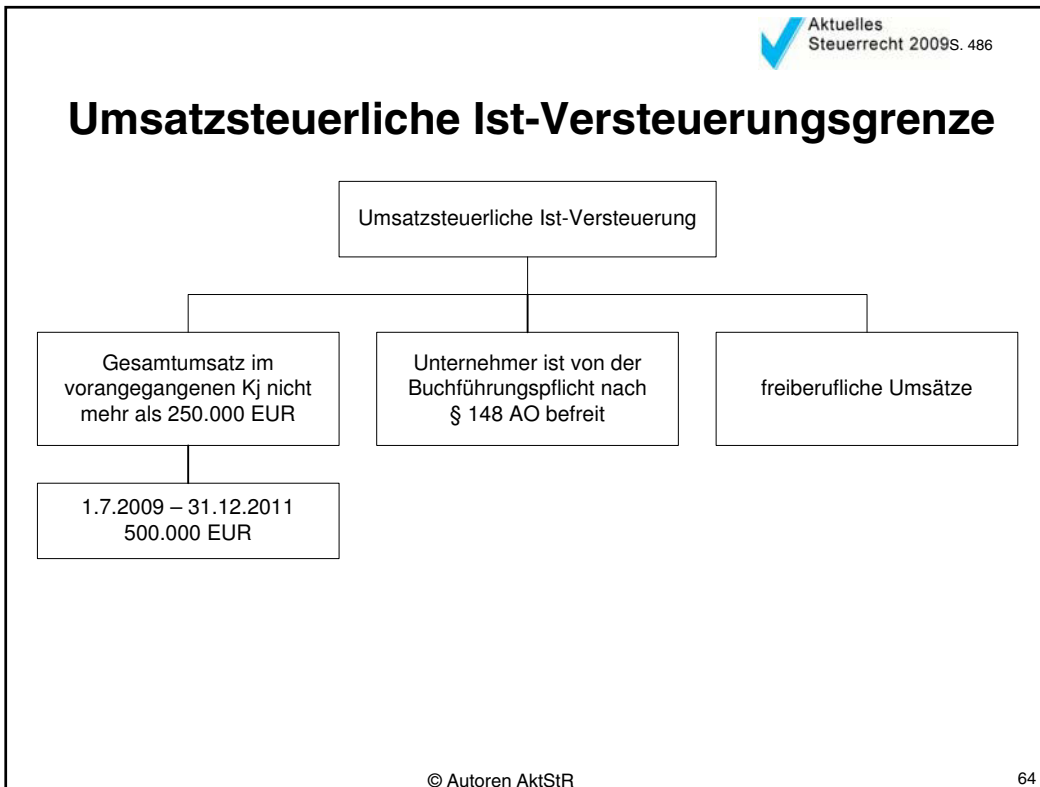 Aktuelles
Steuerrecht 2009S. 486
Umsatzsteuerliche Ist-Versteuerungsgrenze
Umsatzsteuerliche Ist-Versteuerung
Gesamtumsatz im
vorangegangenen Kj nicht
mehr als 250.000 EUR
Unternehmer ist von der
Buchführungspflicht nach
§ 148 AO befreit
freiberufliche Umsätze
1.7.2009 – 31.12.2011
500.000 EUR
© Autoren AktStR
64